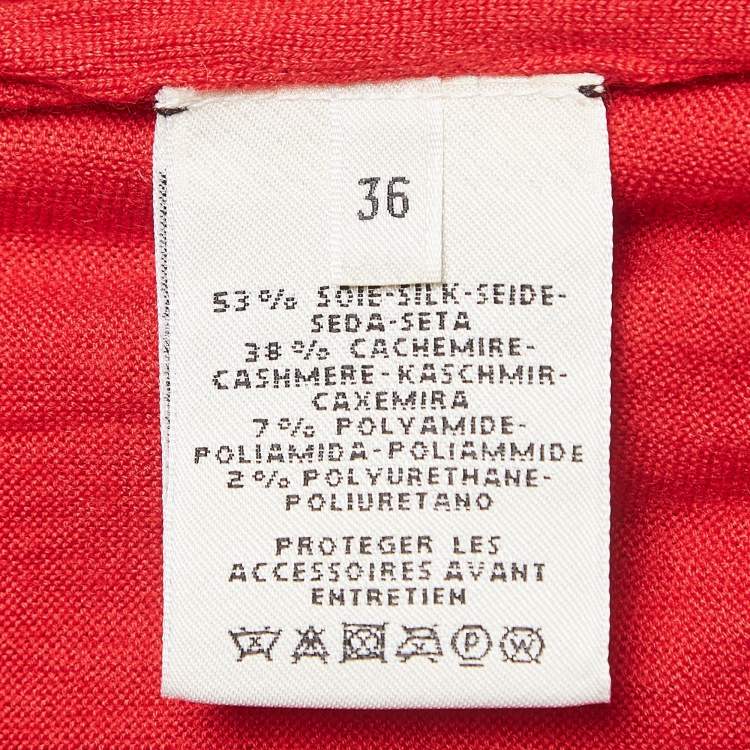 36
53% SOIE-SILK-SEIDE-
SEDA-SETA
38% CACHEMIRE-
CASHMERE-KASCHMIR-
CAXEMIRA
7% POLYAMIDE-
POLIAMIDA-POLIAMMIDE
2% POLYURETHANE-
POLIURETANO
PROTEGER LES
ACCESSOIRES AVANT
ENTRETIEN
P W